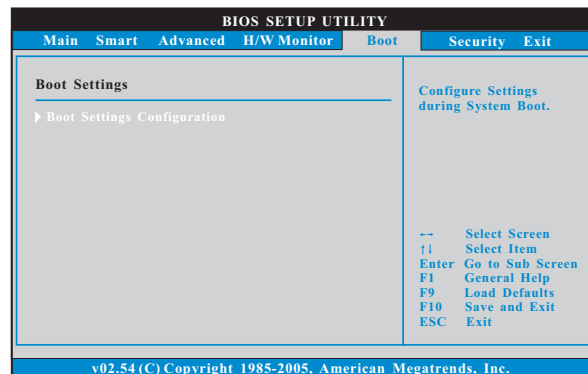 BIOS SETUP UTILITY
Main Smart Advanced H/W Monitor Boot Security Exit
Boot Settings
Boot Settings Configuration
Configure Settings
during System Boot.
←→ Select Screen
↑↓ Select Item
Enter Go to Sub Screen
F1 General Help
F9 Load Defaults
F10 Save and Exit
ESC Exit
v02.54 (C) Copyright 1985-2005, American Megatrends, Inc.